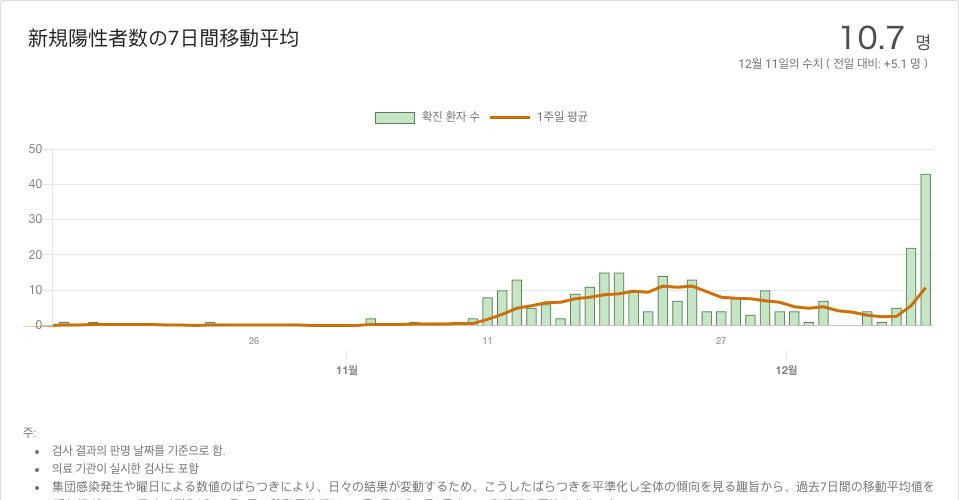 新規陽性者数の7日間移動平均
10.7 名
12월 11일의 수치 ( 전일 대비: +5.1 명 )
확진 환자 수 1주일 평균
50
40
30
20
10
0
26 11 27
11월 12월
주:
검사 결과의 판명 날짜를 기준으로 함.
의료 기관이 실시한 검사도 포함
集団感染発生や曜日による数値のばらつきにより、日々の結果が変動するため、こうしたばらつきを平準化し全体の傾向を見る趣旨から、過去7日間の移動平均値を